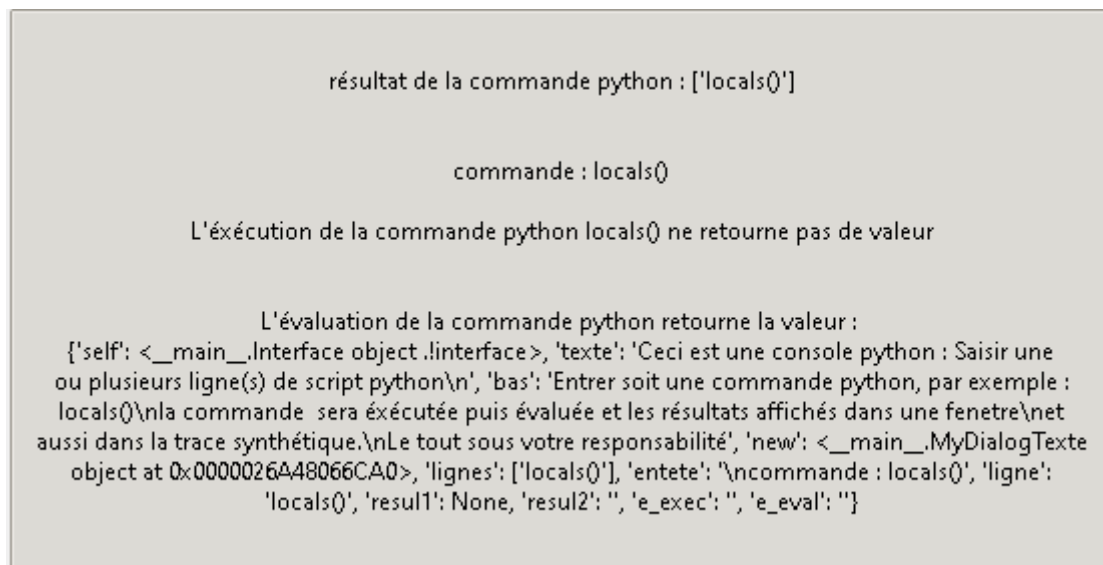 résultat de la commande python : ['locals()']
commande : locals()
L'éxécution de la commande python locals() ne retourne pas de valeur
L'évaluation de la commande python retourne la valeur :
{'self': <__main__.Interface object .!interface>, 'texte': 'Ceci est une console python : Saisir une
ou plusieurs ligne(s) de script python\n', 'bas': 'Entrer soit une commande python, par exemple :
locals()\nla commande  sera éxécutée puis évaluée et les résultats affichés dans une fenetre\net
aussi dans la trace synthétique.\nLe tout sous votre responsabilité', 'new': <__main__.MyDialogTexte
object at 0x0000026A48066CA0>, 'lignes': ['locals()'], 'entete': '\ncommande : locals()', 'ligne':
'locals()', 'resul1': None, 'resul2': '', 'e_exec': '', 'e_eval': ''}